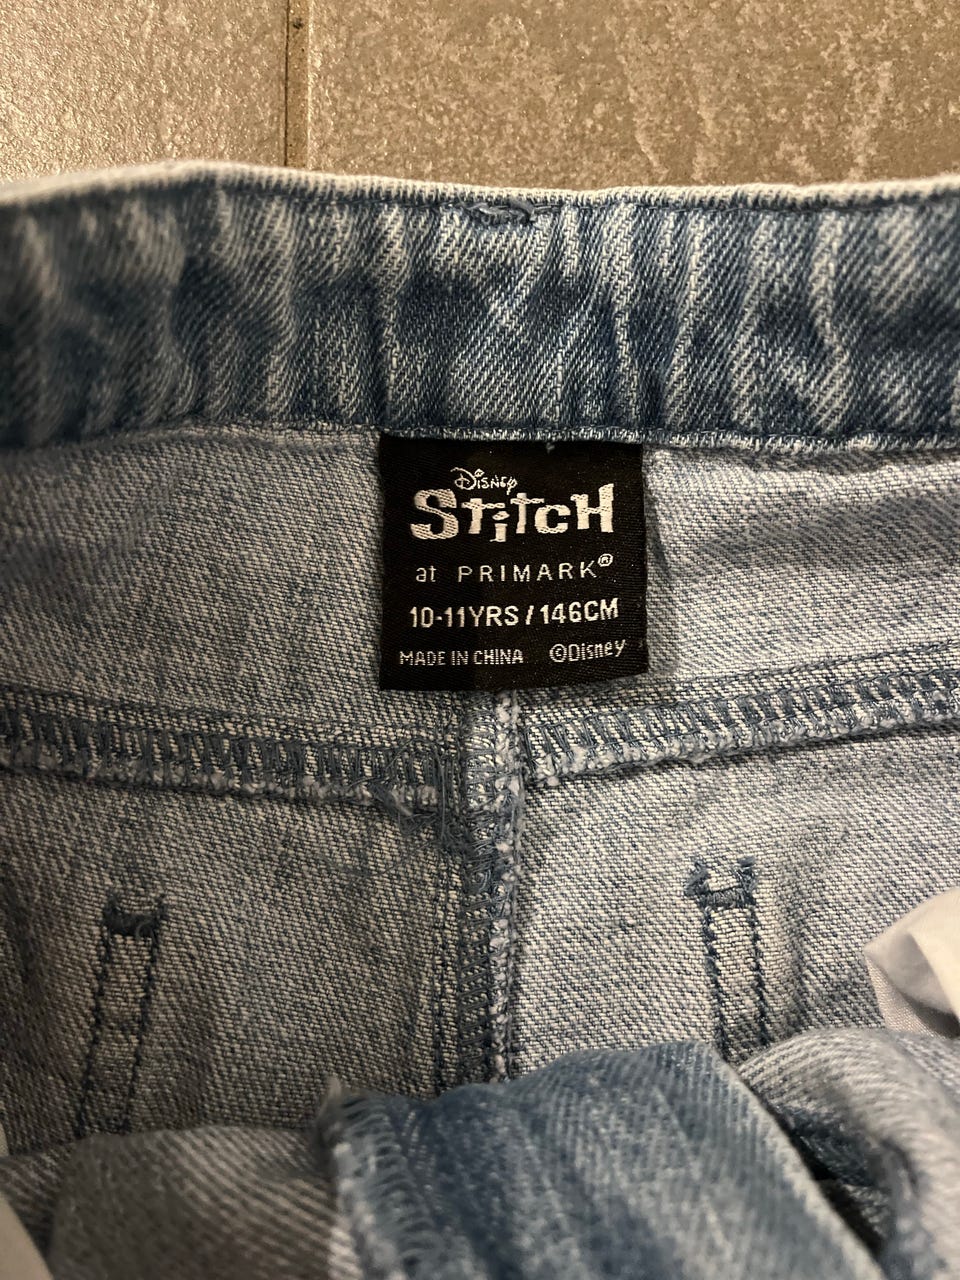 Disney
Stitch
at PRIMARK®
10-11YRS / 146CM
MADE IN CHINA ©Disney